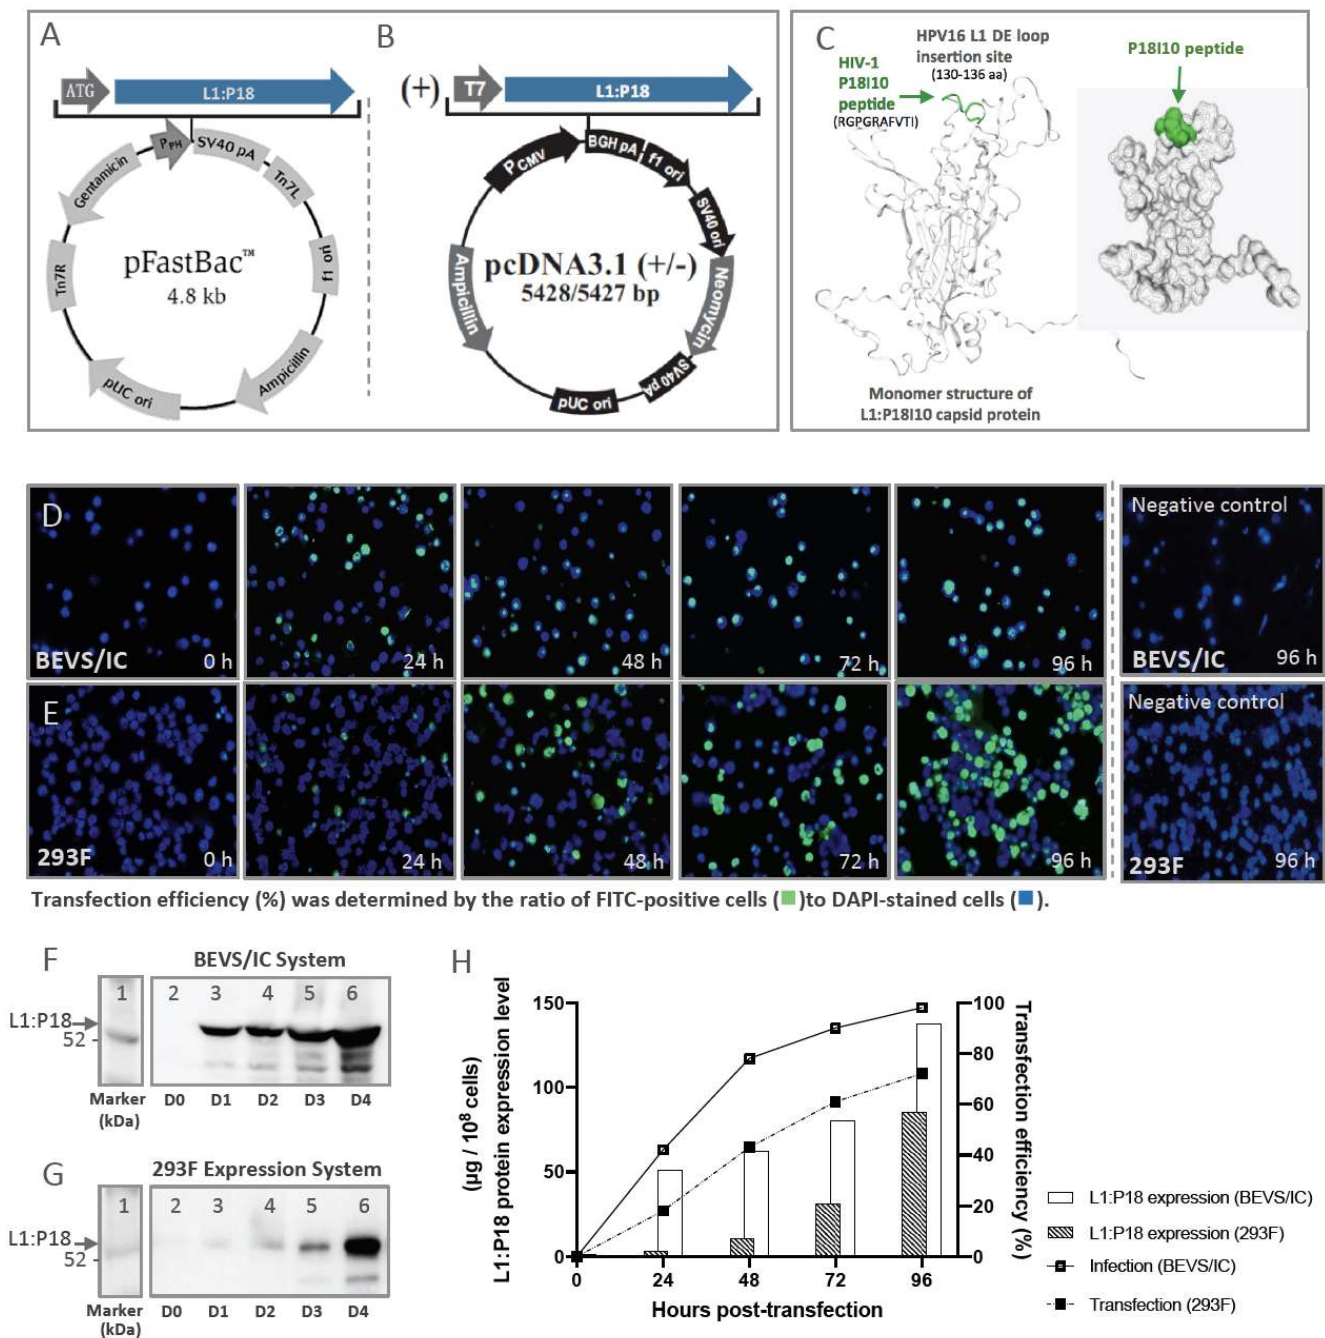 A
ATG
L1:P18
PPH
SV40 pA
Tn7L
f1 ori
Ampicillin
pUC ori
Tn7R
Gentamicin
pFastBac™
4.8 kb
B
(+)
T7
L1:P18
PCMV
BGH pA
f1 ori
SV40 ori
Neomycin
SV40 pA
pUC ori
Ampicillin
pcDNA3.1 (+/-)
5428/5427 bp
C
HPV16 L1 DE loop
insertion site
(130-136 aa)
HIV-1
P18I10
peptide
(RGPGRAFVTI)
P18I10 peptide
Monomer structure of
L1:P18I10 capsid protein
D
BEVS/IC
0 h
24 h
48 h
72 h
96 h
Negative control
BEVS/IC 96 h
E
293F
0 h
24 h
48 h
72 h
96 h
Negative control
293F 96 h
Transfection efficiency (%) was determined by the ratio of FITC-positive cells ( )to DAPI-stained cells ( ).
F
BEVS/IC System
1 2 3 4 5 6
L1:P18
52
Marker
(kDa)
D0 D1 D2 D3 D4
G
293F Expression System
1 2 3 4 5 6
L1:P18
52
Marker
(kDa)
D0 D1 D2 D3 D4
H
L1:P18 protein expression level
(µg / 10⁸ cells)
150
100
50
0
0 24 48 72 96
Hours post-transfection
100
80
60
40
20
0
Transfection efficiency (%)
L1:P18 expression (BEVS/IC)
L1:P18 expression (293F)
Infection (BEVS/IC)
Transfection (293F)